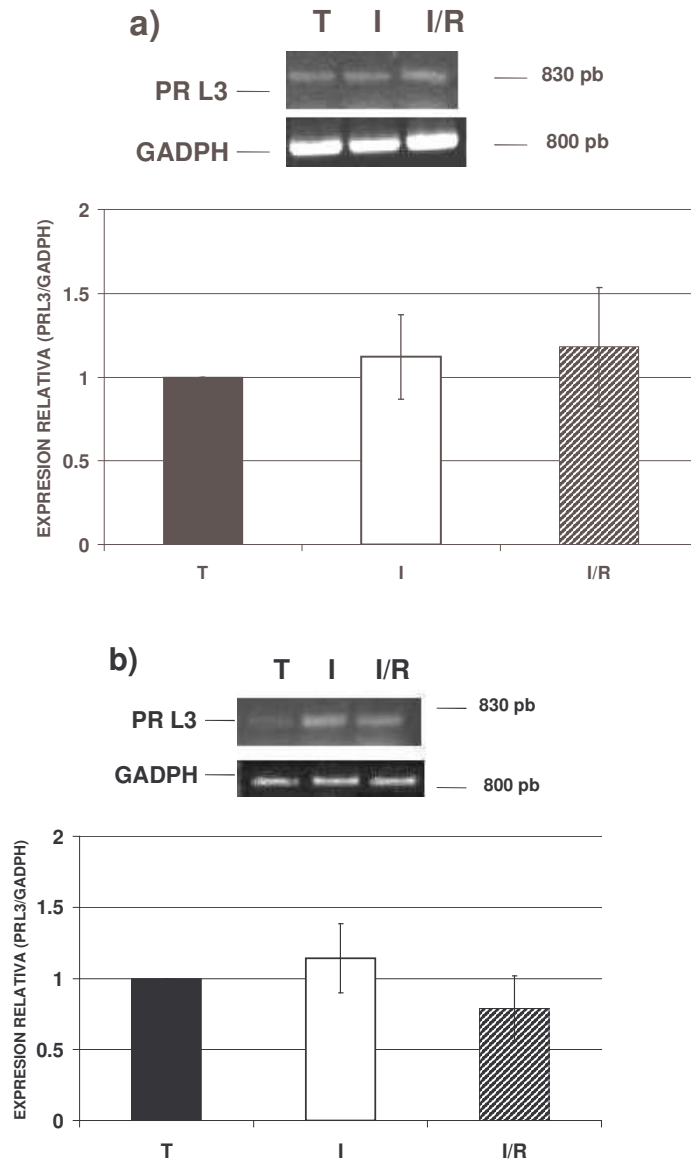 a)
T I I/R
PR L3 830 pb
GADPH 800 pb
EXPRESION RELATIVA (PRL3/GADPH)
2
1.5
1
0.5
0
T I I/R
b)
T I I/R
PR L3 830 pb
GADPH 800 pb
EXPRESION RELATIVA (PRL3/GADPH)
2
1.5
1
0.5
0
T I I/R